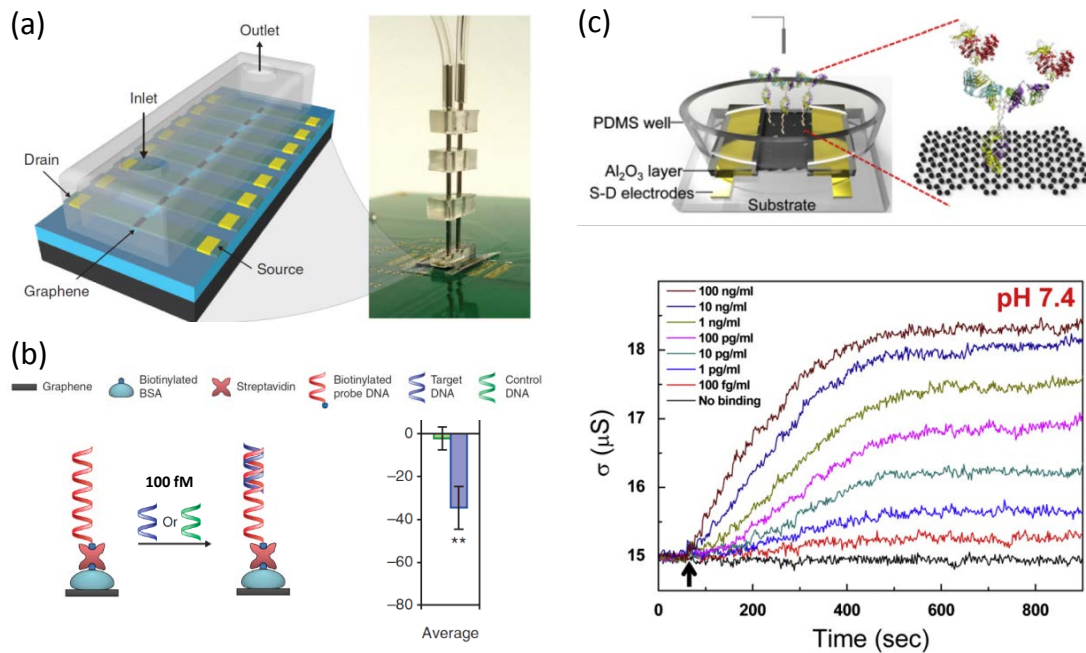 (a)
Outlet
Inlet
Drain
Source
Graphene
(b)
Graphene
Biotinylated
BSA
Streptavidin
Biotinylated
probe DNA
Target
DNA
Control
DNA
100 fM
Or
0
−20
−40
−60
−80
**
Average
(c)
PDMS well
Al₂O₃ layer
S-D electrodes
Substrate
pH 7.4
100 ng/ml
10 ng/ml
1 ng/ml
100 pg/ml
10 pg/ml
1 pg/ml
100 fg/ml
No binding
σ (µS)
18
17
16
15
0
200
400
600
800
Time (sec)